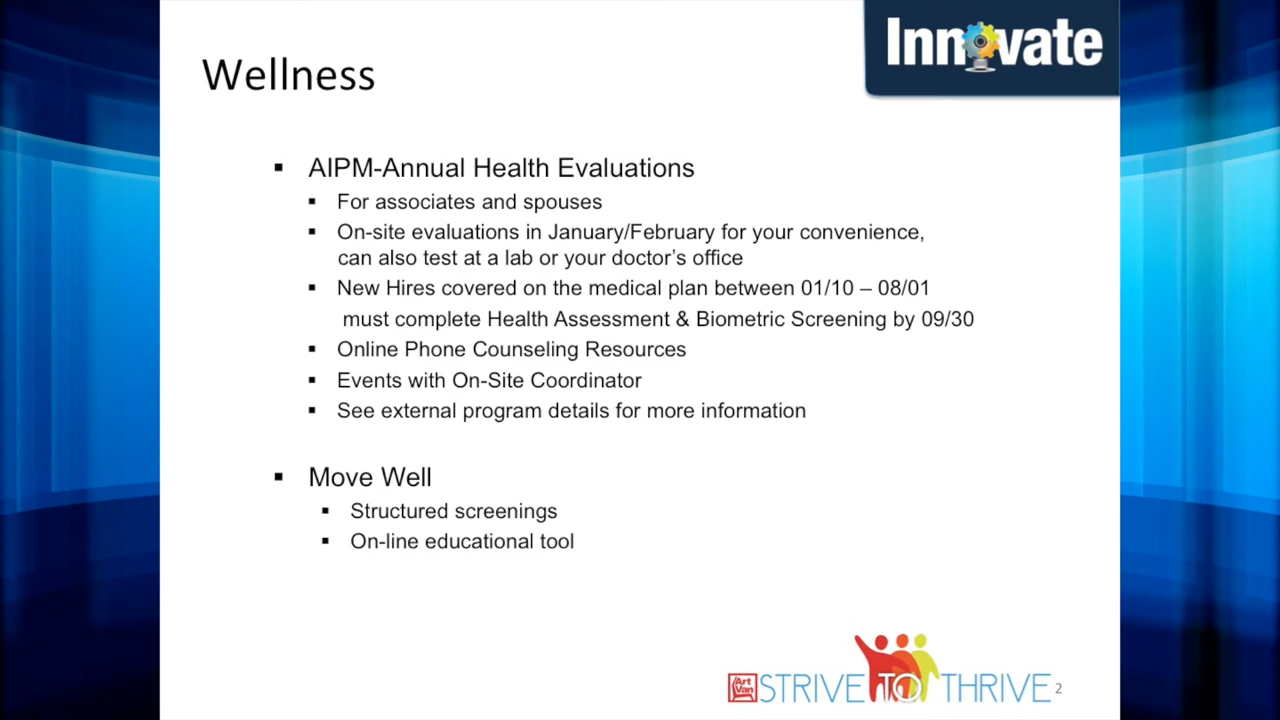 Innovate
Wellness
▪ AIPM-Annual Health Evaluations
▪ For associates and spouses
▪ On-site evaluations in January/February for your convenience,
can also test at a lab or your doctor’s office
▪ New Hires covered on the medical plan between 01/10 – 08/01
must complete Health Assessment & Biometric Screening by 09/30
▪ Online Phone Counseling Resources
▪ Events with On-Site Coordinator
▪ See external program details for more information
▪ Move Well
▪ Structured screenings
▪ On-line educational tool
Art
Van
STRIVE TO THRIVE
2